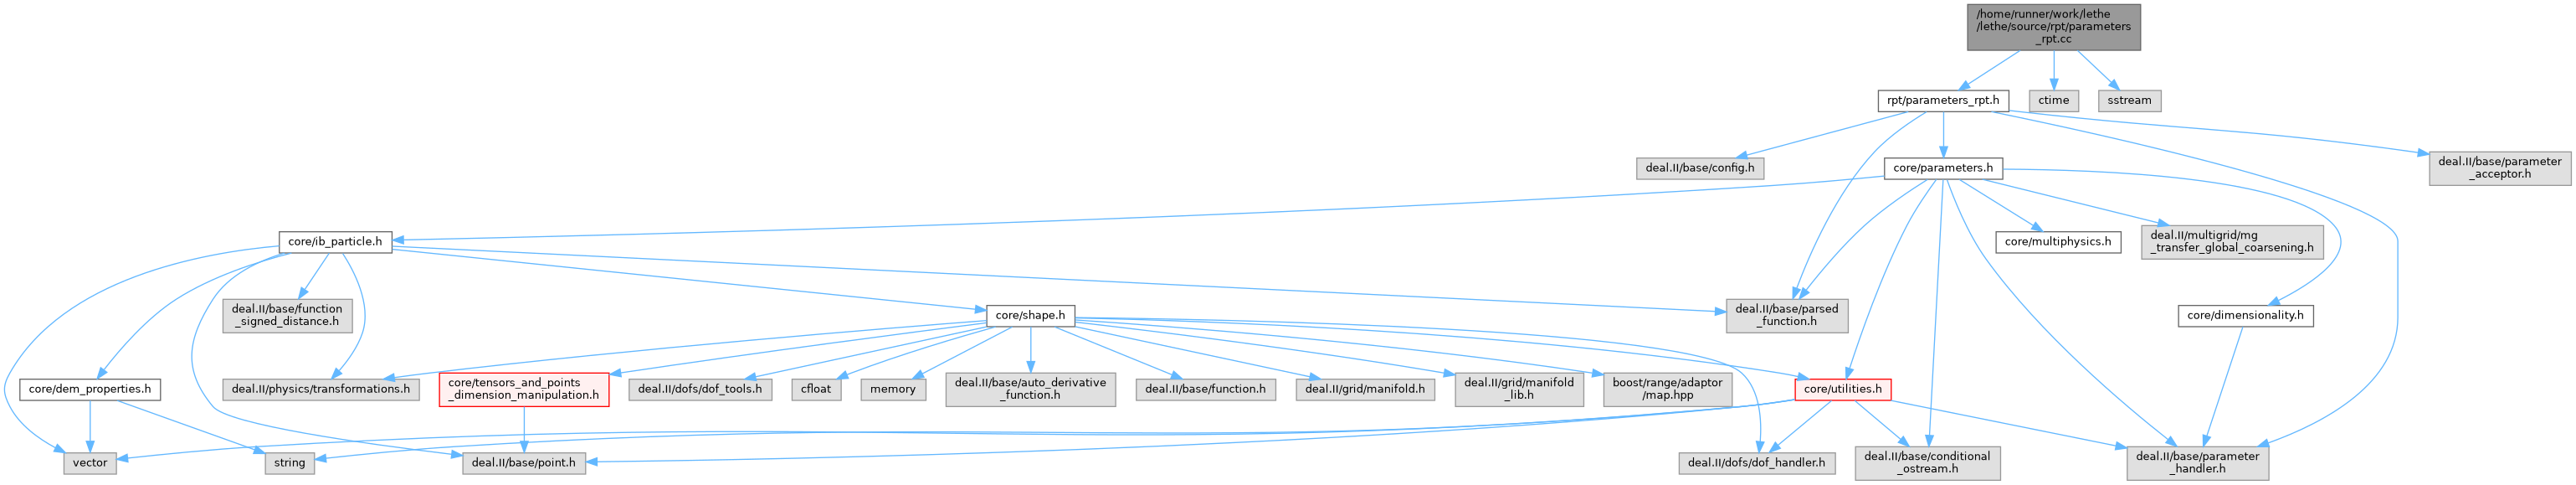 /home/runner/work/lethe
/lethe/source/rpt/parameters
_rpt.cc
rpt/parameters_rpt.h
ctime
sstream
deal.II/base/config.h
core/parameters.h
deal.II/base/parameter
_acceptor.h
core/ib_particle.h
core/multiphysics.h
deal.II/multigrid/mg
_transfer_global_coarsening.h
deal.II/base/function
_signed_distance.h
core/shape.h
deal.II/base/parsed
_function.h
core/dimensionality.h
core/dem_properties.h
deal.II/physics/transformations.h
core/tensors_and_points
_dimension_manipulation.h
deal.II/dofs/dof_tools.h
cfloat
memory
deal.II/base/auto_derivative
_function.h
deal.II/base/function.h
deal.II/grid/manifold.h
deal.II/grid/manifold
_lib.h
boost/range/adaptor
/map.hpp
core/utilities.h
vector
string
deal.II/base/point.h
deal.II/dofs/dof_handler.h
deal.II/base/conditional
_ostream.h
deal.II/base/parameter
_handler.h